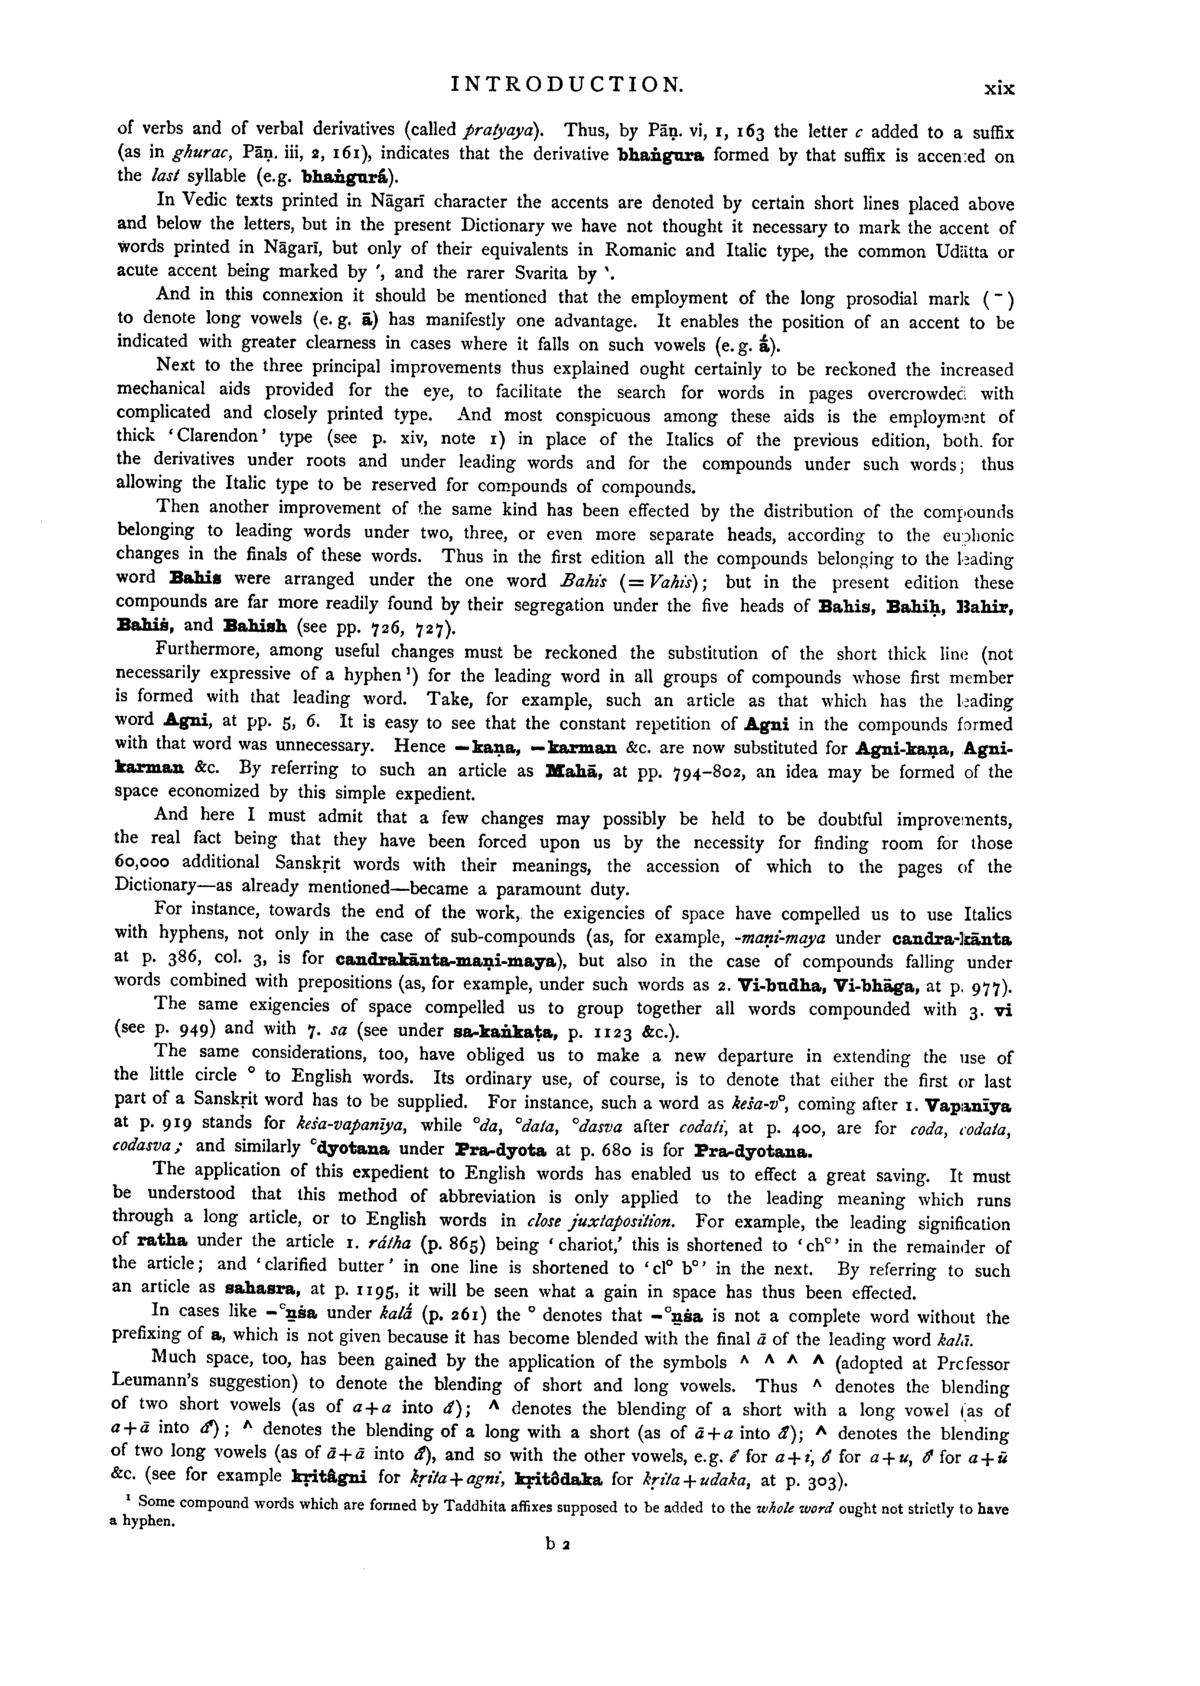 INTRODUCTION. xix
of verbs and of verbal derivatives (called pratyaya). Thus, by Pāṇ. vi, 1, 163 the letter c added to a suffix
(as in ghurac, Pāṇ. iii, 2, 161), indicates that the derivative bhaṅgura formed by that suffix is accented on
the last syllable (e.g. bhaṅgurá).
In Vedic texts printed in Nāgarī character the accents are denoted by certain short lines placed above
and below the letters, but in the present Dictionary we have not thought it necessary to mark the accent of
words printed in Nāgarī, but only of their equivalents in Romanic and Italic type, the common Udātta or
acute accent being marked by ´, and the rarer Svarita by `.
And in this connexion it should be mentioned that the employment of the long prosodial mark (¯)
to denote long vowels (e. g. ā) has manifestly one advantage. It enables the position of an accent to be
indicated with greater clearness in cases where it falls on such vowels (e. g. ā́).
Next to the three principal improvements thus explained ought certainly to be reckoned the increased
mechanical aids provided for the eye, to facilitate the search for words in pages overcrowded with
complicated and closely printed type. And most conspicuous among these aids is the employment of
thick ‘Clarendon’ type (see p. xiv, note 1) in place of the Italics of the previous edition, both for
the derivatives under roots and under leading words and for the compounds under such words; thus
allowing the Italic type to be reserved for compounds of compounds.
Then another improvement of the same kind has been effected by the distribution of the compounds
belonging to leading words under two, three, or even more separate heads, according to the euphonic
changes in the finals of these words. Thus in the first edition all the compounds belonging to the leading
word Bahis were arranged under the one word Bahis (= Vahis); but in the present edition these
compounds are far more readily found by their segregation under the five heads of Bahis, Bahiḥ, Bahir,
Bahiṡ, and Bahish (see pp. 726, 727).
Furthermore, among useful changes must be reckoned the substitution of the short thick line (not
necessarily expressive of a hyphen ¹) for the leading word in all groups of compounds whose first member
is formed with that leading word. Take, for example, such an article as that which has the leading
word Agni, at pp. 5, 6. It is easy to see that the constant repetition of Agni in the compounds formed
with that word was unnecessary. Hence —kaṇa, —karman &c. are now substituted for Agni-kaṇa, Agni-
karman &c. By referring to such an article as Mahā, at pp. 794–802, an idea may be formed of the
space economized by this simple expedient.
And here I must admit that a few changes may possibly be held to be doubtful improvements,
the real fact being that they have been forced upon us by the necessity for finding room for those
60,000 additional Sanskṛit words with their meanings, the accession of which to the pages of the
Dictionary—as already mentioned—became a paramount duty.
For instance, towards the end of the work, the exigencies of space have compelled us to use Italics
with hyphens, not only in the case of sub-compounds (as, for example, -maṇi-maya under candra-kānta
at p. 386, col. 3, is for candrakānta-maṇi-maya), but also in the case of compounds falling under
words combined with prepositions (as, for example, under such words as 2. Vi-budha, Vi-bhāga, at p. 977).
The same exigencies of space compelled us to group together all words compounded with 3. vi
(see p. 949) and with 7. sa (see under sa-kaṅkaṭa, p. 1123 &c.).
The same considerations, too, have obliged us to make a new departure in extending the use of
the little circle ° to English words. Its ordinary use, of course, is to denote that either the first or last
part of a Sanskṛit word has to be supplied. For instance, such a word as keṡa-v°, coming after 1. Vapanīya
at p. 919 stands for keṡa-vapanīya, while °da, °data, °dasva after codati, at p. 400, are for coda, codata,
codasva; and similarly °dyotana under Pra-dyota at p. 680 is for Pra-dyotana.
The application of this expedient to English words has enabled us to effect a great saving. It must
be understood that this method of abbreviation is only applied to the leading meaning which runs
through a long article, or to English words in close juxtaposition. For example, the leading signification
of ratha under the article 1. rátha (p. 865) being ‘chariot,’ this is shortened to ‘ch°’ in the remainder of
the article; and ‘clarified butter’ in one line is shortened to ‘cl° b°’ in the next. By referring to such
an article as sahasra, at p. 1195, it will be seen what a gain in space has thus been effected.
In cases like —°ṉṡa under kalā́ (p. 261) the ° denotes that —°ṉṡa is not a complete word without the
prefixing of a, which is not given because it has become blended with the final ā of the leading word kalā.
Much space, too, has been gained by the application of the symbols ^ ^ ^ ^ (adopted at Professor
Leumann’s suggestion) to denote the blending of short and long vowels. Thus ^ denotes the blending
of two short vowels (as of a+a into â); ^ denotes the blending of a short with a long vowel (as of
a+ā into â); ^ denotes the blending of a long with a short (as of ā+a into â); ^ denotes the blending
of two long vowels (as of ā+ā into â), and so with the other vowels, e.g. ê for a+i, ô for a+u, ô for a+ū
&c. (see for example kṛitâgni for kṛita+agni, kṛitôdaka for kṛita+udaka, at p. 303).
¹ Some compound words which are formed by Taddhita affixes supposed to be added to the whole word ought not strictly to have
a hyphen.
b 2